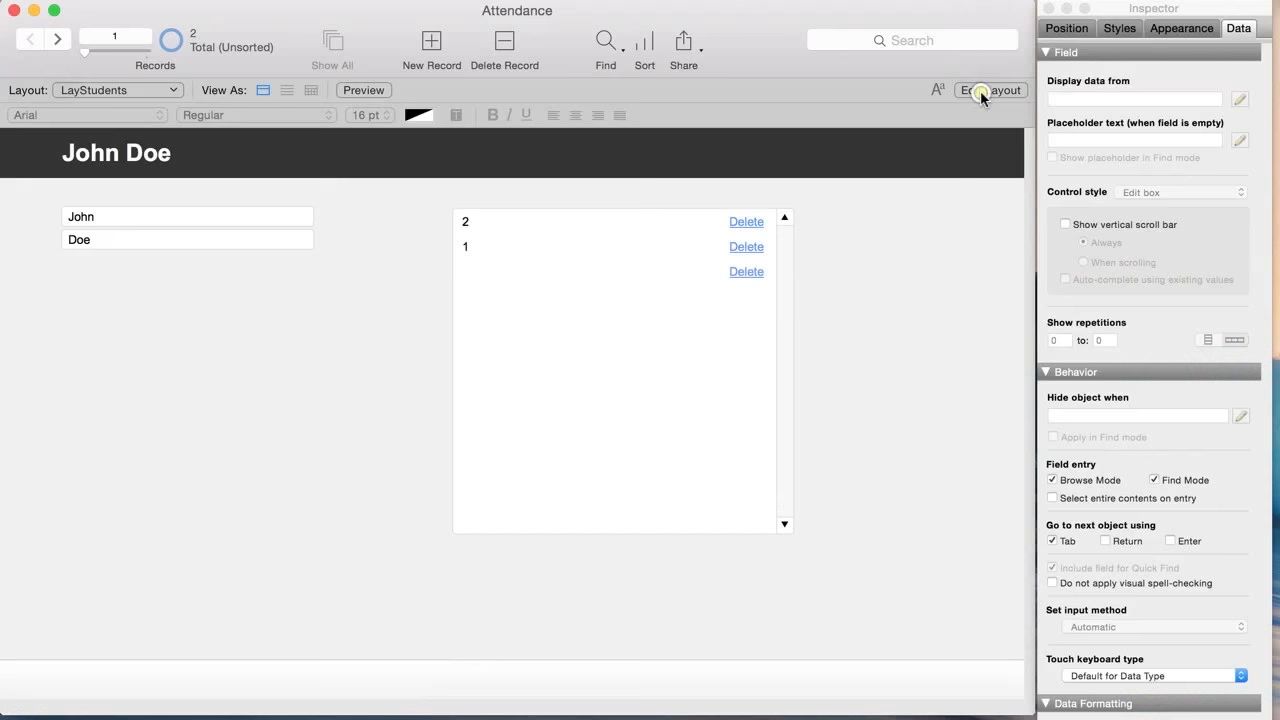 Attendance
Inspector
1
2
Total (Unsorted)
Records
Show All
New Record
Delete Record
Find
Sort
Share
Search
Layout:
LayStudents
View As:
Preview
Aa
Arial
Regular
16 pt
B I U
John Doe
John
Doe
2
Delete
1
Delete
Delete
Position
Styles
Appearance
Data
Field
Display data from
Placeholder text (when field is empty)
Show placeholder in Find mode
Control style
Edit box
Show vertical scroll bar
Always
When scrolling
Auto-complete using existing values
Show repetitions
0 to: 0
Behavior
Hide object when
Apply in Find mode
Field entry
Browse Mode
Find Mode
Select entire contents on entry
Go to next object using
Tab
Return
Enter
Include field for Quick Find
Do not apply visual spell-checking
Set input method
Automatic
Touch keyboard type
Default for Data Type
Data Formatting